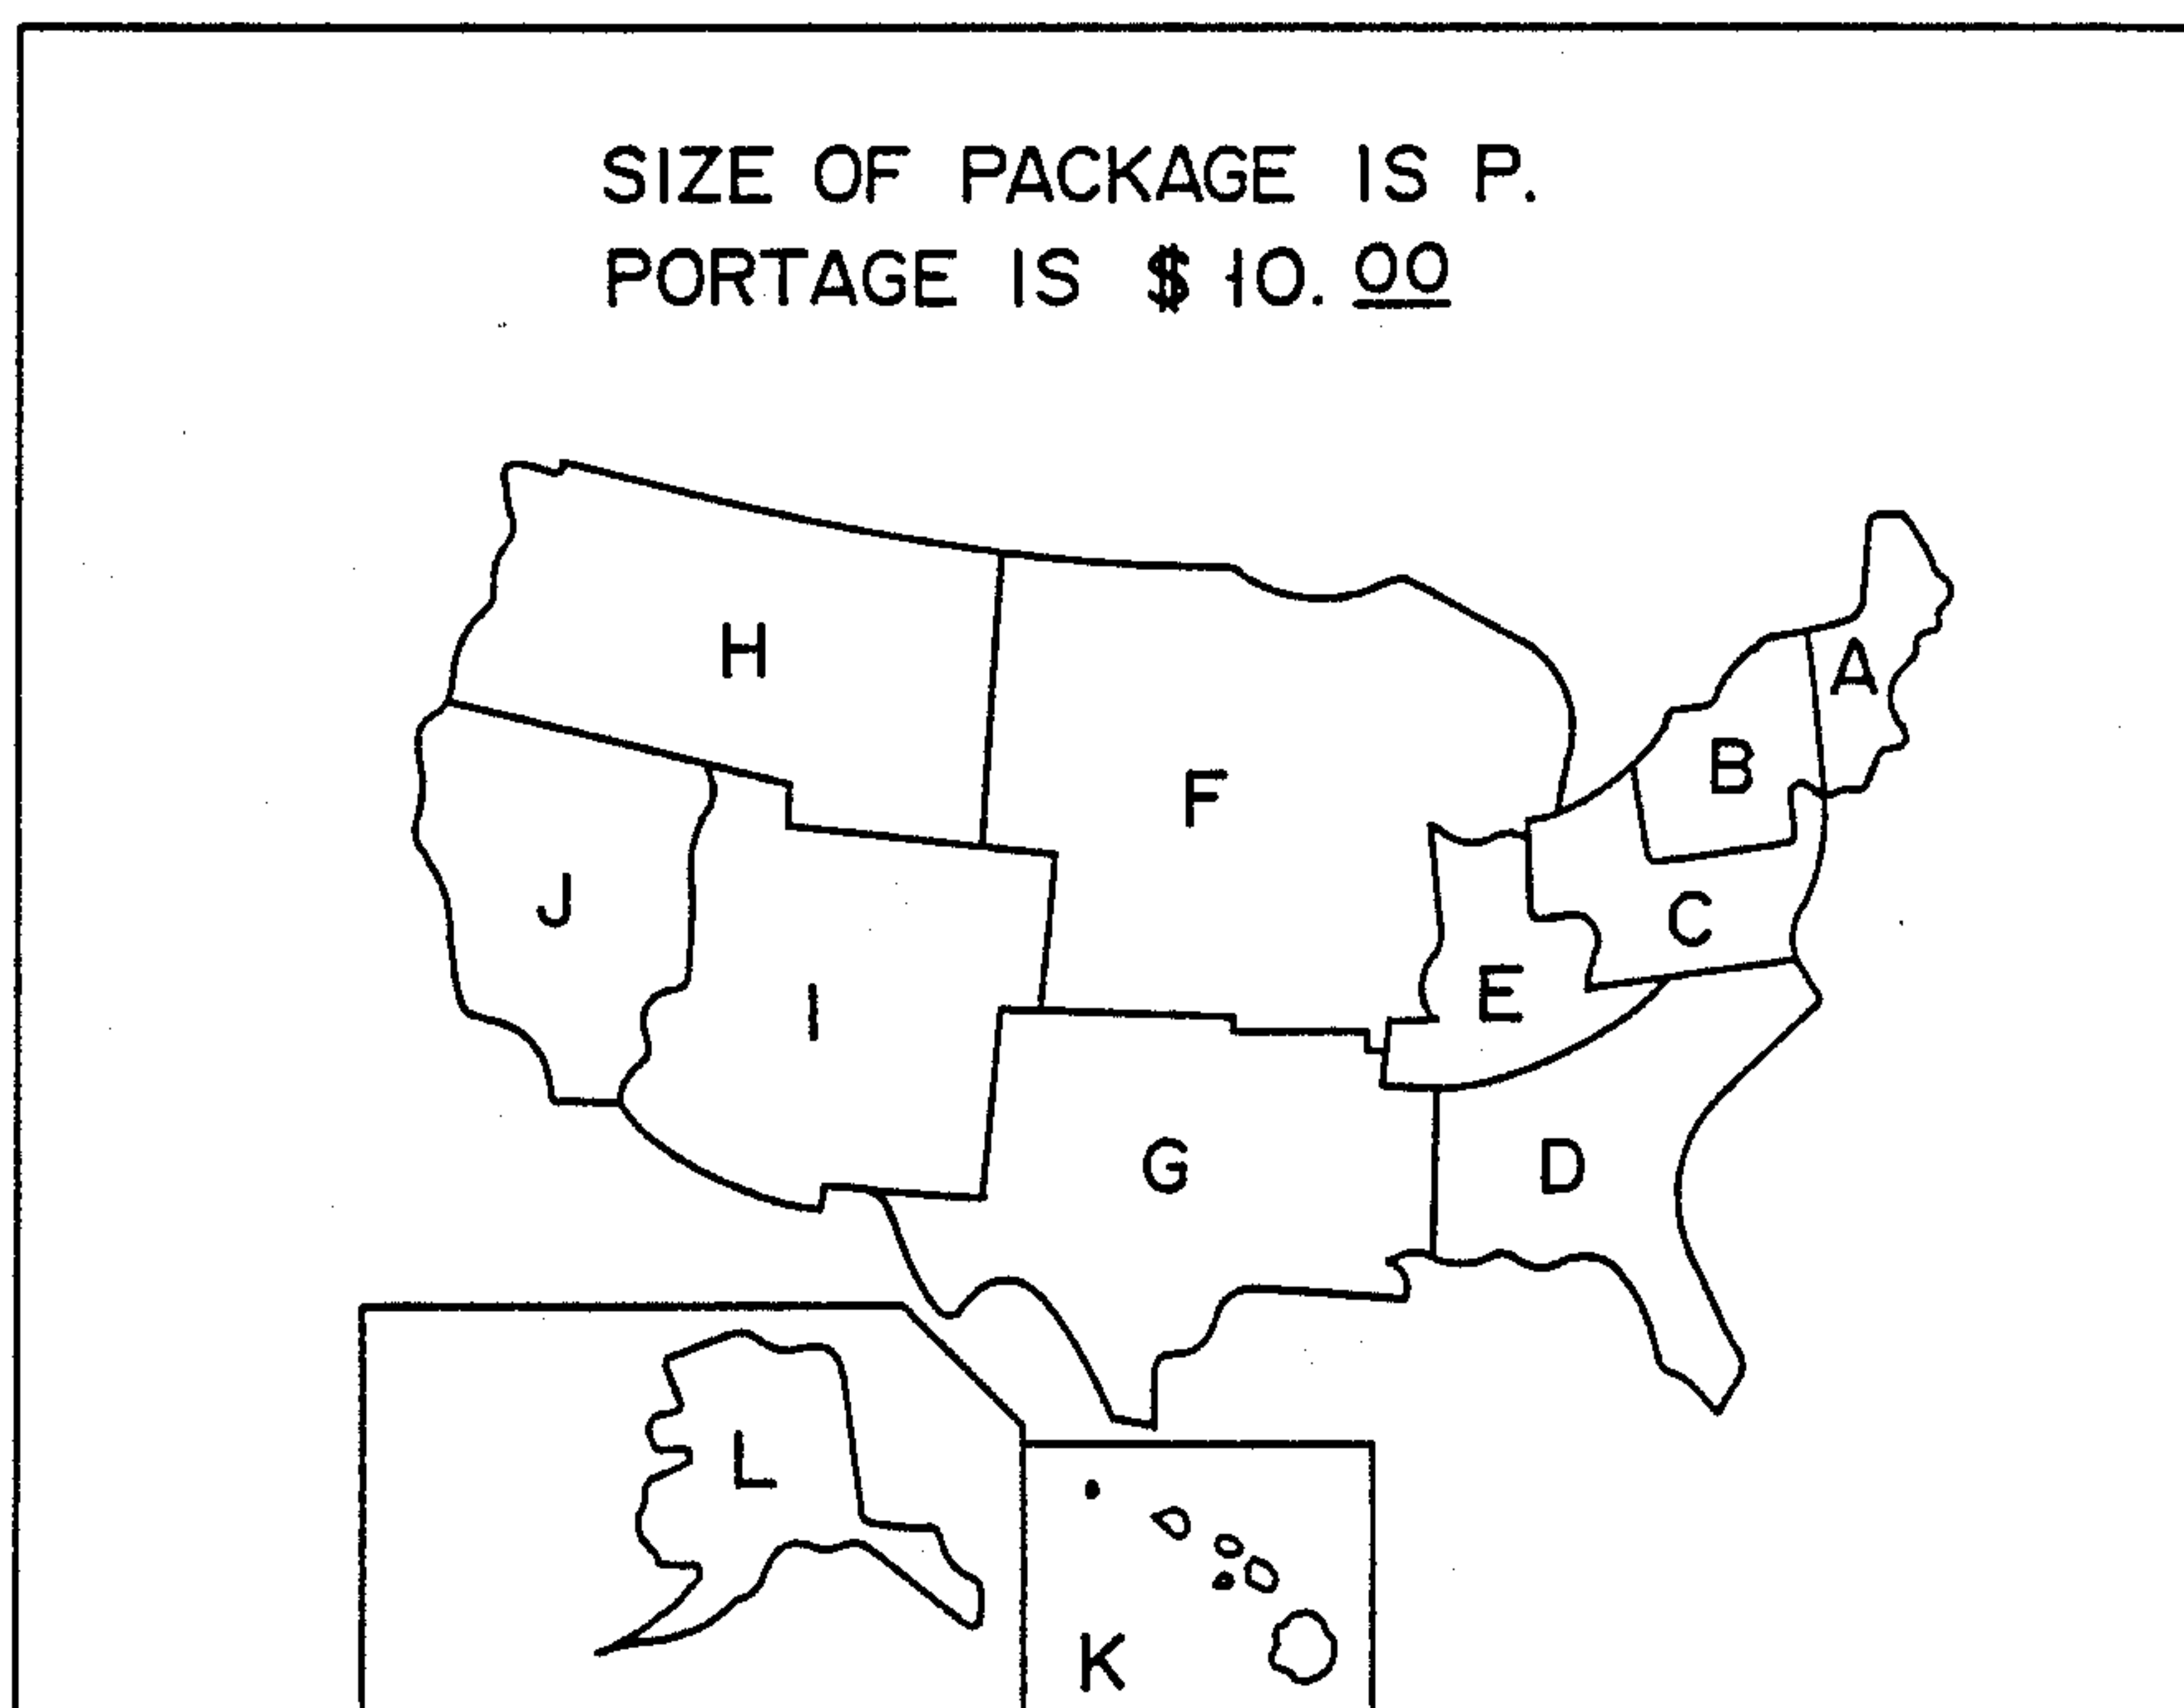 SIZE OF PACKAGE IS P.
PORTAGE IS $ 10.00
H
A
B
F
J
C
E
I
G
D
L
K